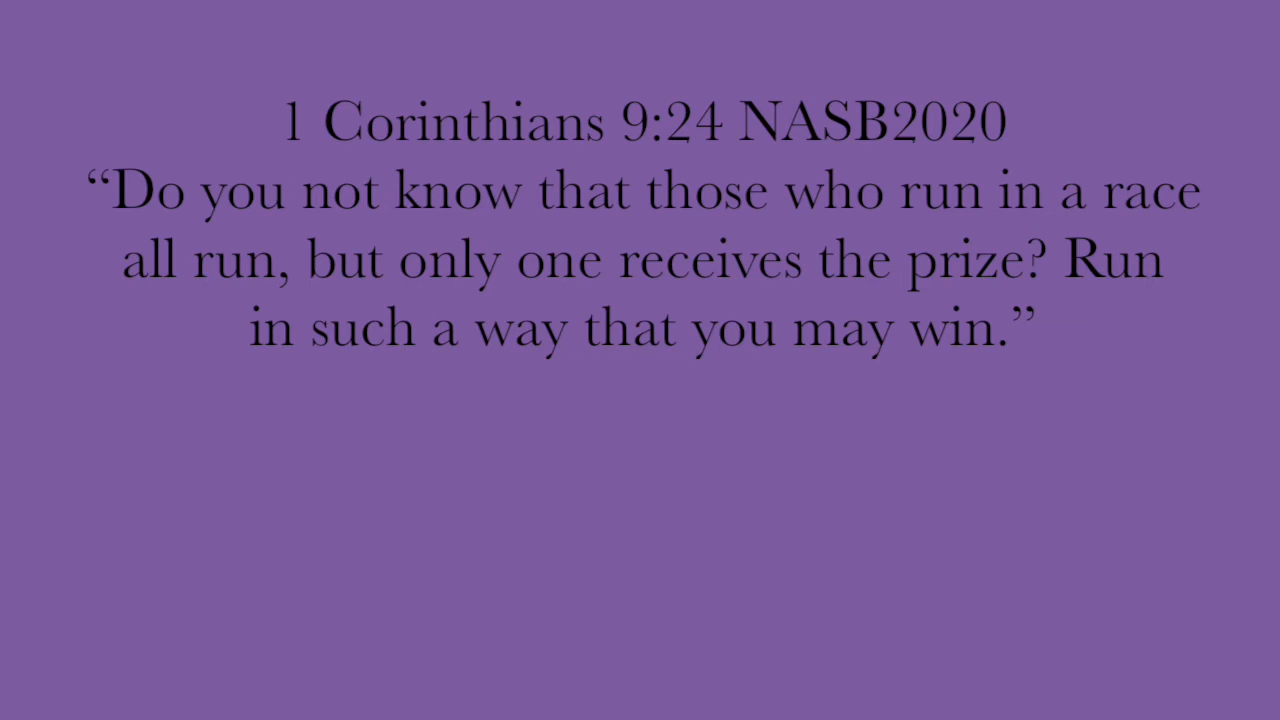 1 Corinthians 9:24 NASB2020
“Do you not know that those who run in a race
all run, but only one receives the prize? Run
in such a way that you may win.”